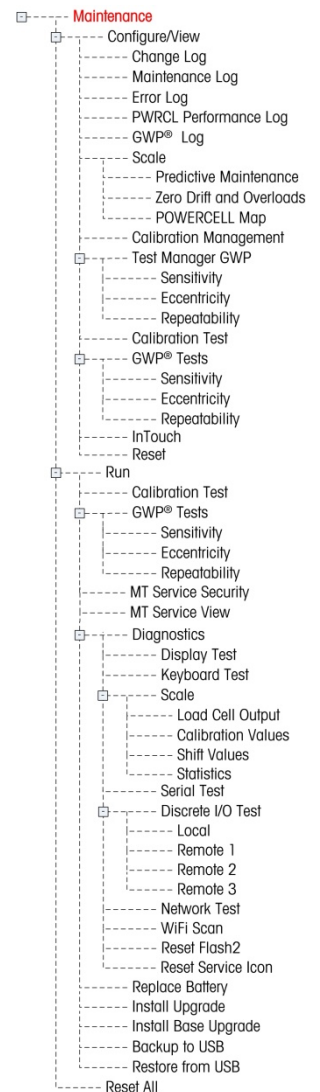 Maintenance
Configure/View
Change Log
Maintenance Log
Error Log
PWRCL Performance Log
GWP® Log
Scale
Predictive Maintenance
Zero Drift and Overloads
POWERCELL Map
Calibration Management
Test Manager GWP
Sensitivity
Eccentricity
Repeatability
Calibration Test
GWP® Tests
Sensitivity
Eccentricity
Repeatability
InTouch
Reset
Run
Calibration Test
GWP® Tests
Sensitivity
Eccentricity
Repeatability
MT Service Security
MT Service View
Diagnostics
Display Test
Keyboard Test
Scale
Load Cell Output
Calibration Values
Shift Values
Statistics
Serial Test
Discrete I/O Test
Local
Remote 1
Remote 2
Remote 3
Network Test
WiFi Scan
Reset Flash2
Reset Service Icon
Replace Battery
Install Upgrade
Install Base Upgrade
Backup to USB
Restore from USB
Reset All